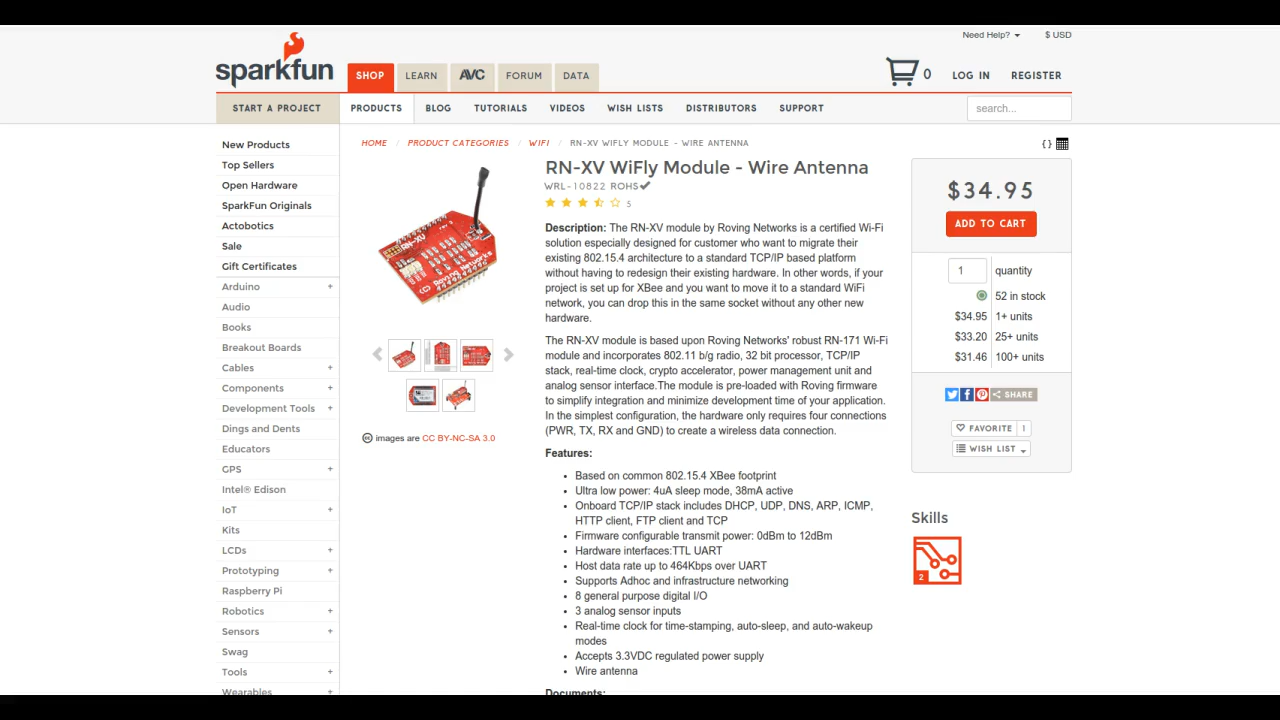 Need Help?
$ USD
sparkfun
SHOP
LEARN
AVC
FORUM
DATA
0
LOG IN
REGISTER
START A PROJECT
PRODUCTS
BLOG
TUTORIALS
VIDEOS
WISH LISTS
DISTRIBUTORS
SUPPORT
search...
New Products
Top Sellers
Open Hardware
SparkFun Originals
Actobotics
Sale
Gift Certificates
Arduino +
Audio
Books
Breakout Boards
Cables +
Components +
Development Tools +
Dings and Dents
Educators
GPS +
Intel® Edison
IoT +
Kits
LCDs +
Prototyping +
Raspberry Pi
Robotics +
Sensors +
Swag
Tools +
Wearables +
HOME / PRODUCT CATEGORIES / WIFI / RN-XV WIFLY MODULE - WIRE ANTENNA
{ }
RN-XV
Roving Networks
images are CC BY-NC-SA 3.0
RN-XV WiFly Module - Wire Antenna
WRL-10822 ROHS✔
5
Description: The RN-XV module by Roving Networks is a certified Wi-Fi
solution especially designed for customer who want to migrate their
existing 802.15.4 architecture to a standard TCP/IP based platform
without having to redesign their existing hardware. In other words, if your
project is set up for XBee and you want to move it to a standard WiFi
network, you can drop this in the same socket without any other new
hardware.
The RN-XV module is based upon Roving Networks' robust RN-171 Wi-Fi
module and incorporates 802.11 b/g radio, 32 bit processor, TCP/IP
stack, real-time clock, crypto accelerator, power management unit and
analog sensor interface.The module is pre-loaded with Roving firmware
to simplify integration and minimize development time of your application.
In the simplest configuration, the hardware only requires four connections
(PWR, TX, RX and GND) to create a wireless data connection.
Features:
• Based on common 802.15.4 XBee footprint
• Ultra low power: 4uA sleep mode, 38mA active
• Onboard TCP/IP stack includes DHCP, UDP, DNS, ARP, ICMP,
HTTP client, FTP client and TCP
• Firmware configurable transmit power: 0dBm to 12dBm
• Hardware interfaces:TTL UART
• Host data rate up to 464Kbps over UART
• Supports Adhoc and infrastructure networking
• 8 general purpose digital I/O
• 3 analog sensor inputs
• Real-time clock for time-stamping, auto-sleep, and auto-wakeup
modes
• Accepts 3.3VDC regulated power supply
• Wire antenna
Documents:
$34.95
ADD TO CART
1 quantity
52 in stock
$34.95 1+ units
$33.20 25+ units
$31.46 100+ units
SHARE
FAVORITE 1
WISH LIST
Skills
2